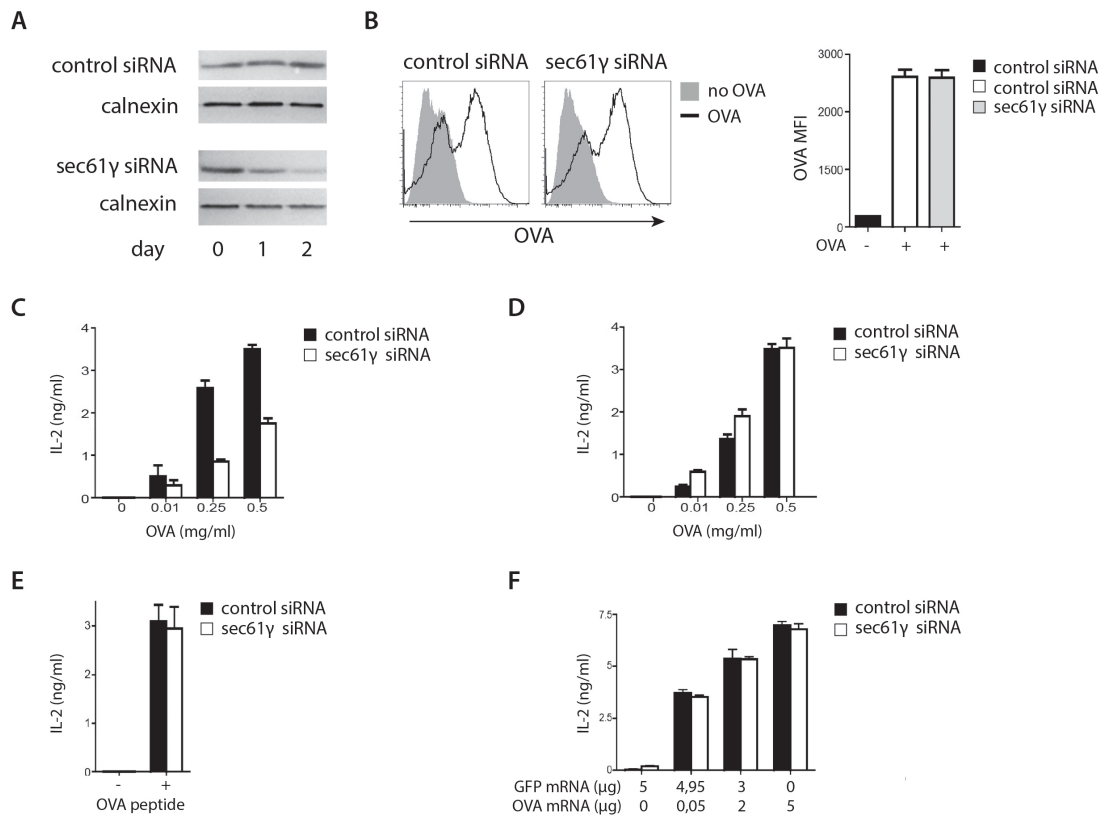 A
control siRNA
calnexin
sec61γ siRNA
calnexin
day 0 1 2
B
control siRNA sec61γ siRNA
no OVA
OVA
OVA
OVA MFI
3000
2000
1500
0
OVA - + +
control siRNA
control siRNA
sec61γ siRNA
C
IL-2 (ng/ml)
4
3
2
1
0
0 0.01 0.25 0.5
OVA (mg/ml)
control siRNA
sec61γ siRNA
D
IL-2 (ng/ml)
4
3
2
1
0
0 0.01 0.25 0.5
OVA (mg/ml)
control siRNA
sec61γ siRNA
E
IL-2 (ng/ml)
3
2
1
0
- +
OVA peptide
control siRNA
sec61γ siRNA
F
IL-2 (ng/ml)
7.5
5
2.5
0
GFP mRNA (µg) 5 4,95 3 0
OVA mRNA (µg) 0 0,05 2 5
control siRNA
sec61γ siRNA